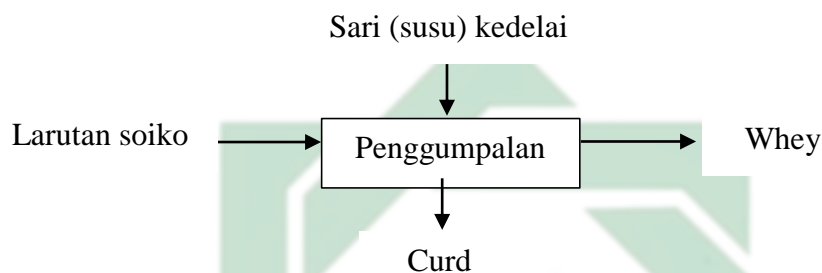 Sari (susu) kedelai
Larutan soiko
Penggumpalan
Whey
Curd